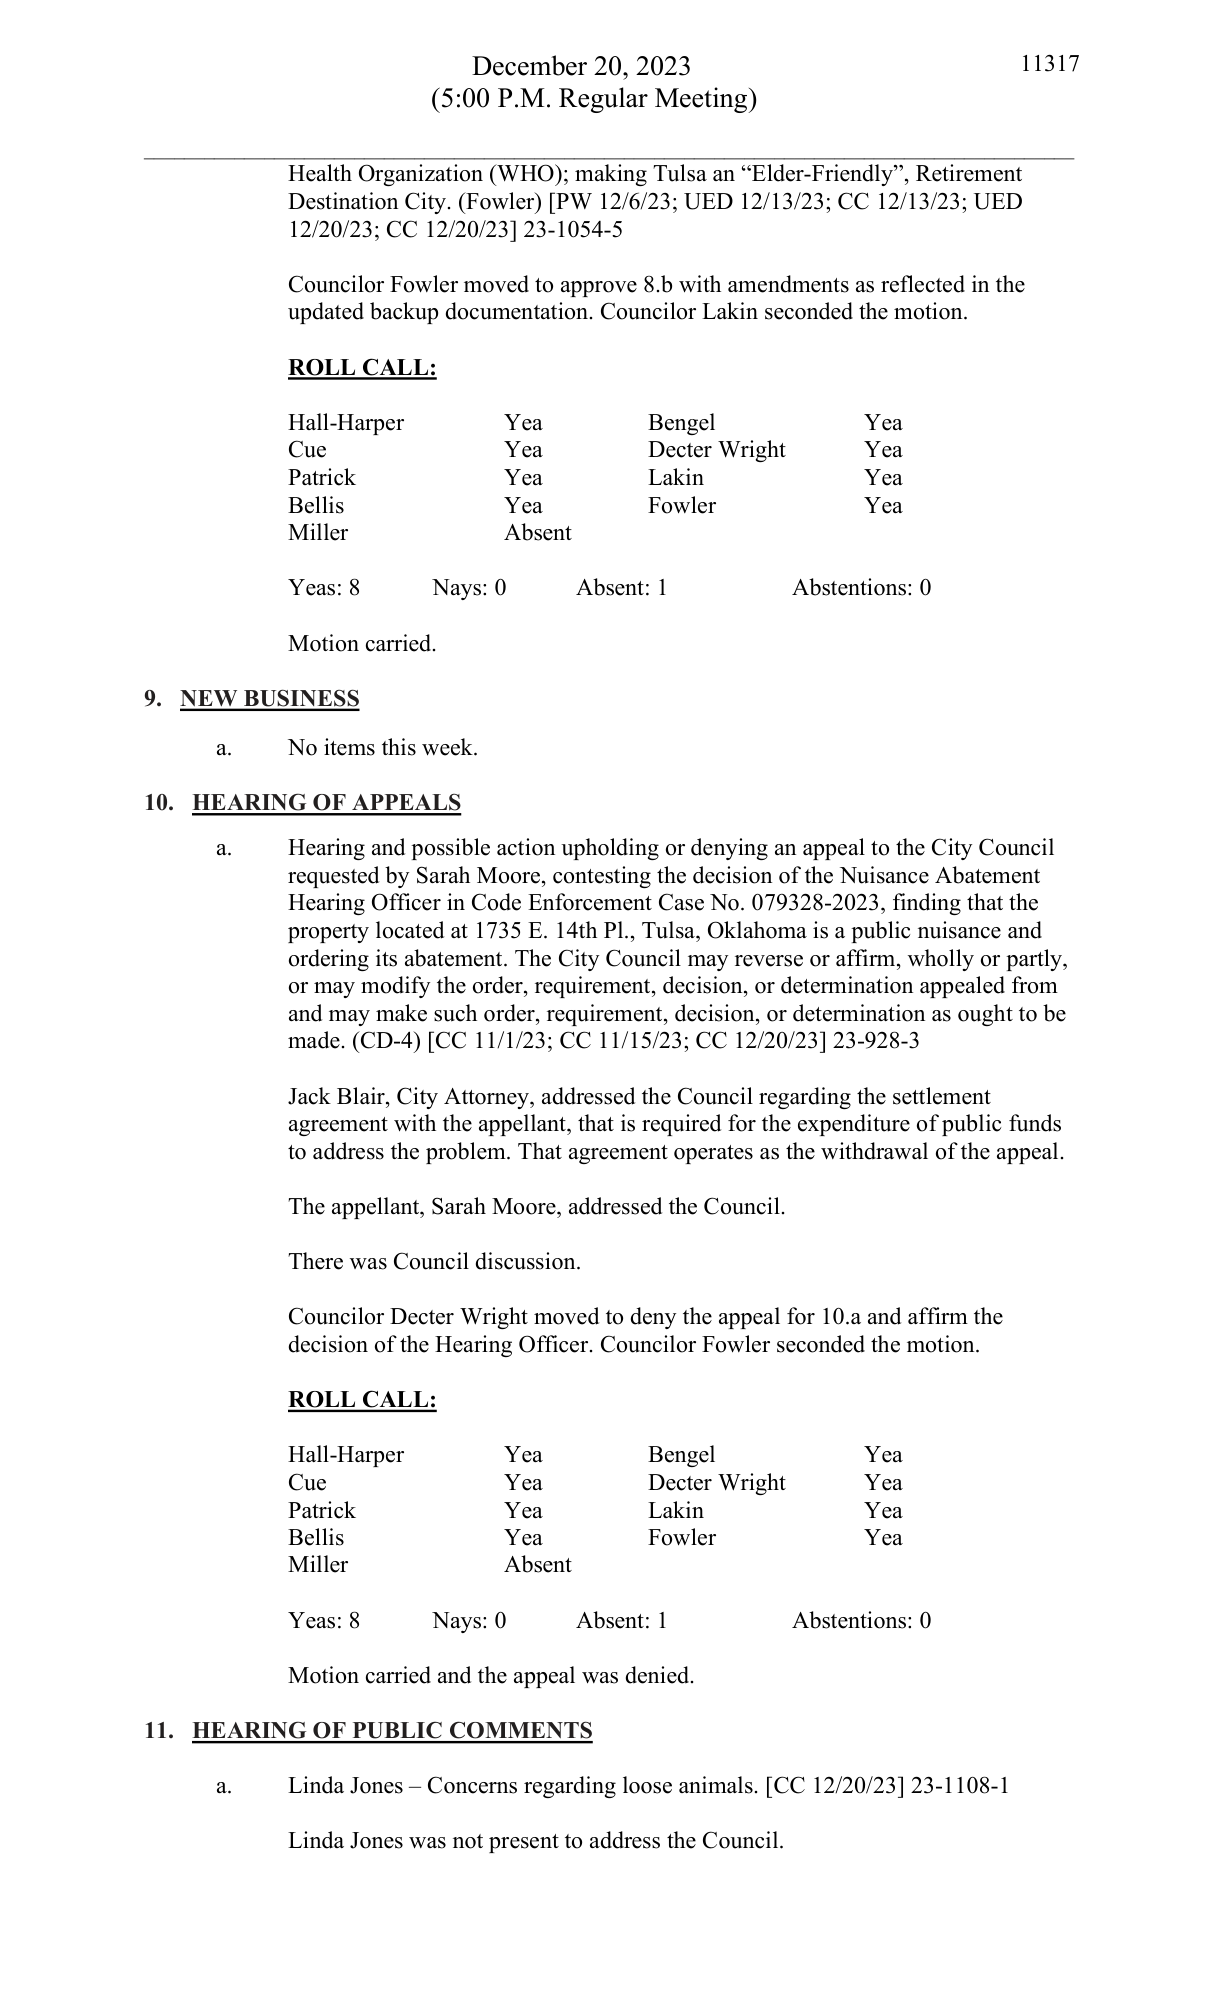 December 20, 2023
11317
(5:00 P.M. Regular Meeting)
Health Organization (WHO); making Tulsa an “Elder-Friendly”, Retirement
Destination City. (Fowler) [PW 12/6/23; UED 12/13/23; CC 12/13/23; UED
12/20/23; CC 12/20/23] 23-1054-5
Councilor Fowler moved to approve 8.b with amendments as reflected in the
updated backup documentation. Councilor Lakin seconded the motion.
ROLL CALL:
Hall-Harper Yea Bengel Yea
Cue Yea Decter Wright Yea
Patrick Yea Lakin Yea
Bellis Yea Fowler Yea
Miller Absent
Yeas: 8 Nays: 0 Absent: 1 Abstentions: 0
Motion carried.
9. NEW BUSINESS
a. No items this week.
10. HEARING OF APPEALS
a. Hearing and possible action upholding or denying an appeal to the City Council
requested by Sarah Moore, contesting the decision of the Nuisance Abatement
Hearing Officer in Code Enforcement Case No. 079328-2023, finding that the
property located at 1735 E. 14th Pl., Tulsa, Oklahoma is a public nuisance and
ordering its abatement. The City Council may reverse or affirm, wholly or partly,
or may modify the order, requirement, decision, or determination appealed from
and may make such order, requirement, decision, or determination as ought to be
made. (CD-4) [CC 11/1/23; CC 11/15/23; CC 12/20/23] 23-928-3
Jack Blair, City Attorney, addressed the Council regarding the settlement
agreement with the appellant, that is required for the expenditure of public funds
to address the problem. That agreement operates as the withdrawal of the appeal.
The appellant, Sarah Moore, addressed the Council.
There was Council discussion.
Councilor Decter Wright moved to deny the appeal for 10.a and affirm the
decision of the Hearing Officer. Councilor Fowler seconded the motion.
ROLL CALL:
Hall-Harper Yea Bengel Yea
Cue Yea Decter Wright Yea
Patrick Yea Lakin Yea
Bellis Yea Fowler Yea
Miller Absent
Yeas: 8 Nays: 0 Absent: 1 Abstentions: 0
Motion carried and the appeal was denied.
11. HEARING OF PUBLIC COMMENTS
a. Linda Jones – Concerns regarding loose animals. [CC 12/20/23] 23-1108-1
Linda Jones was not present to address the Council.